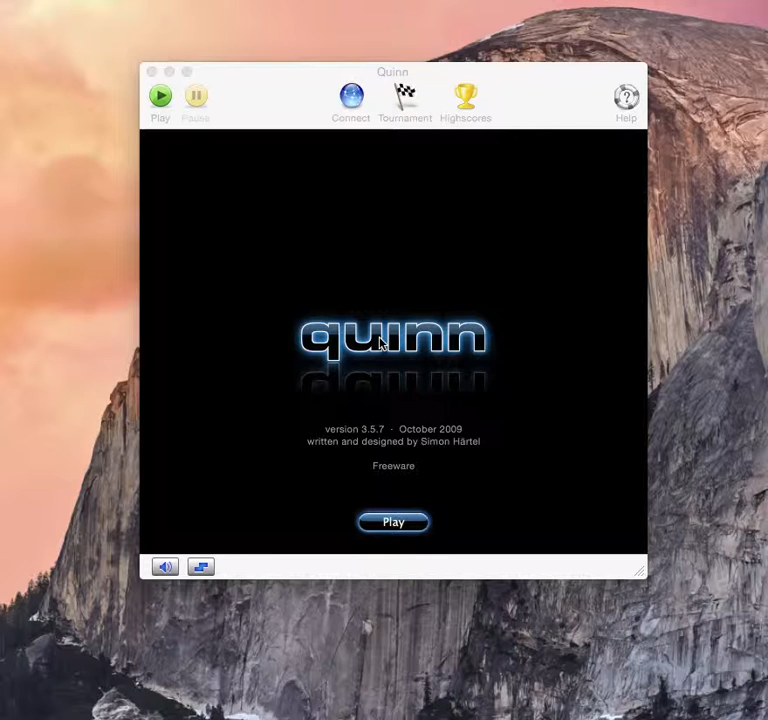 Quinn
Play Pause Connect Tournament Highscores Help
quinn
version 3.5.7 · October 2009
written and designed by Simon Härtel
Freeware
Play